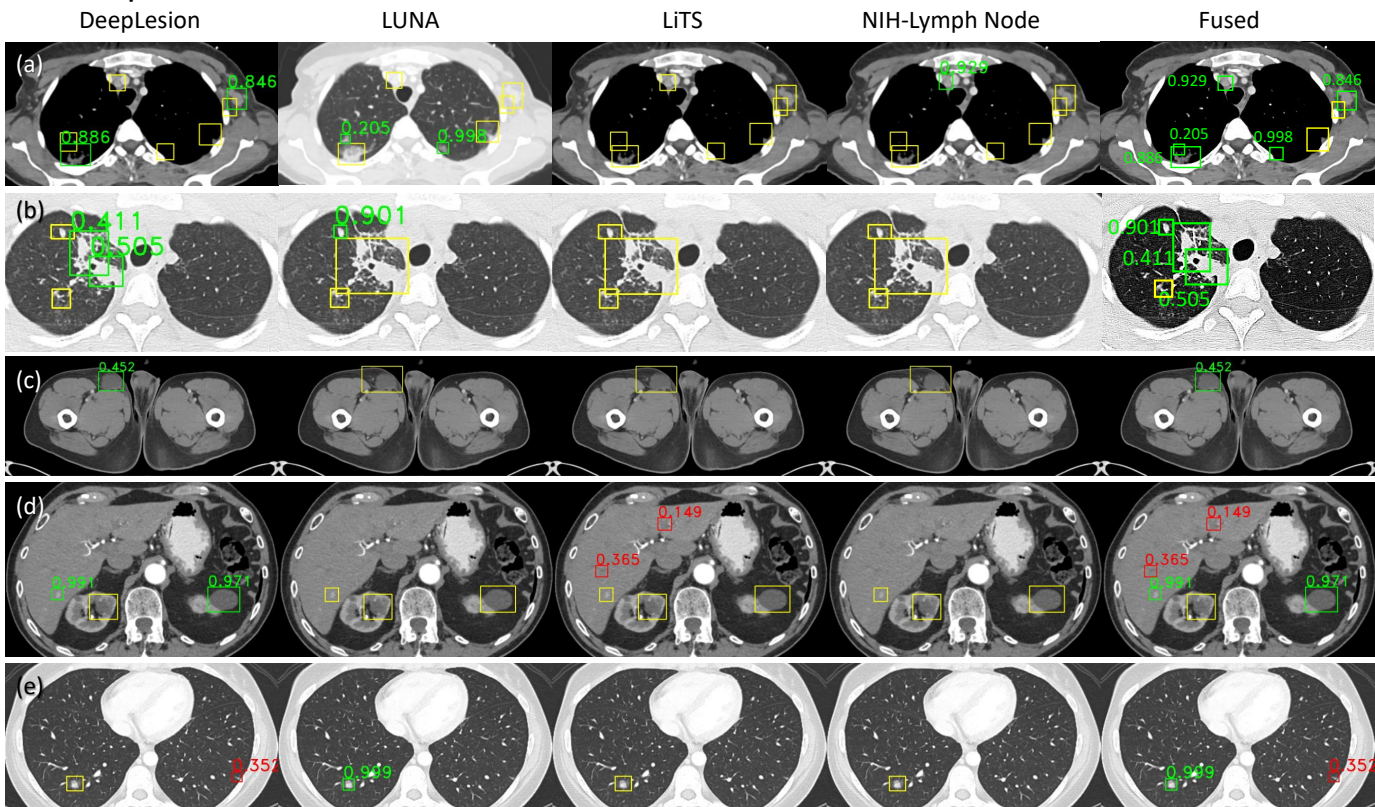 DeepLesion LUNA LiTS NIH-Lymph Node Fused
(a) 0.846 0.886 0.205 0.998 0.929 0.929 0.846 0.205 0.998 0.886
(b) 0.411 0.505 0.901 0.901 0.411 0.505
(c) 0.452 0.452
(d) 0.991 0.971 0.149 0.365 0.149 0.365 0.991 0.971
(e) 0.352 0.999 0.999 0.352